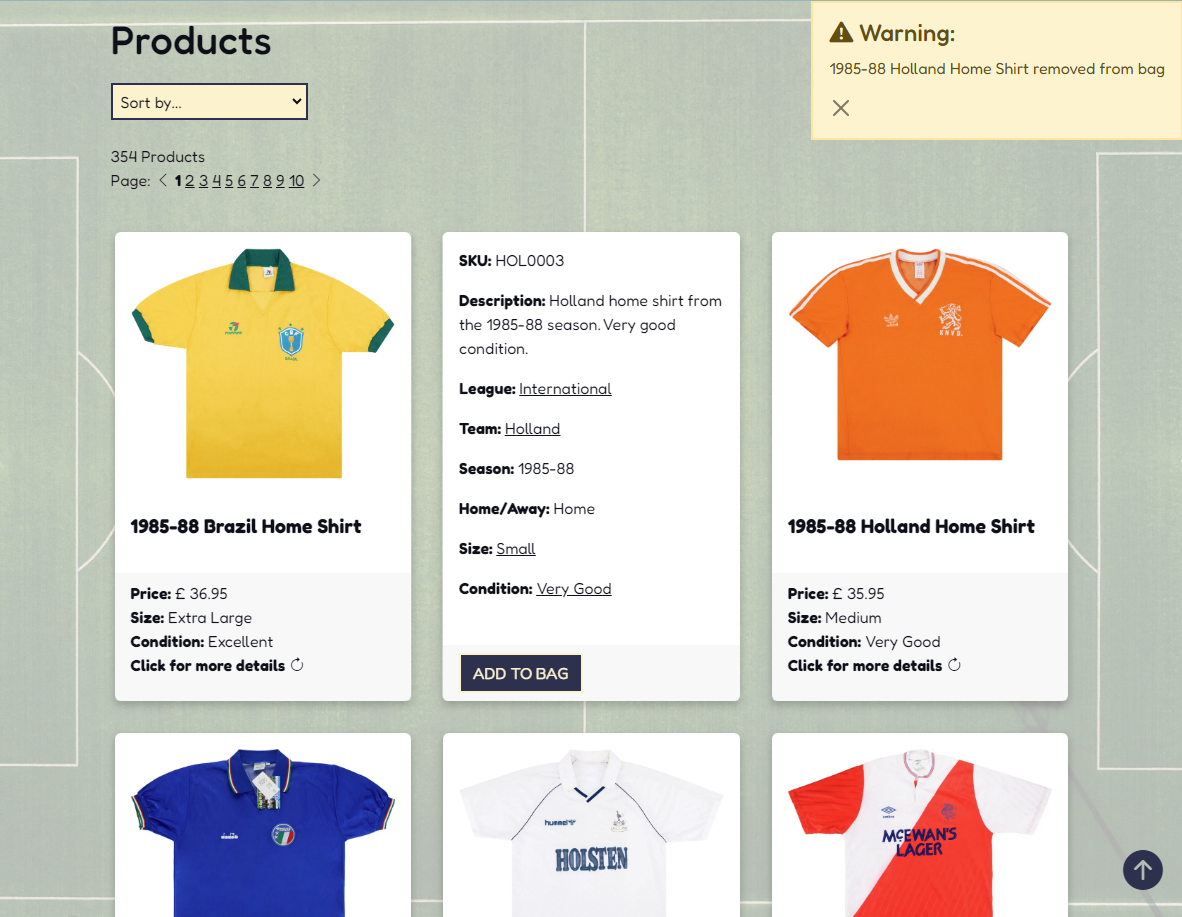 Products
Warning:
1985-88 Holland Home Shirt removed from bag
Sort by...
354 Products
Page: 1 2 3 4 5 6 7 8 9 10
1985-88 Brazil Home Shirt
Price: £ 36.95
Size: Extra Large
Condition: Excellent
Click for more details
SKU: HOL0003
Description: Holland home shirt from
the 1985-88 season. Very good
condition.
League: International
Team: Holland
Season: 1985-88
Home/Away: Home
Size: Small
Condition: Very Good
ADD TO BAG
K.N.V.B.
1985-88 Holland Home Shirt
Price: £ 35.95
Size: Medium
Condition: Very Good
Click for more details
hummel
HOLSTEN
umbro
McEWAN'S
LAGER